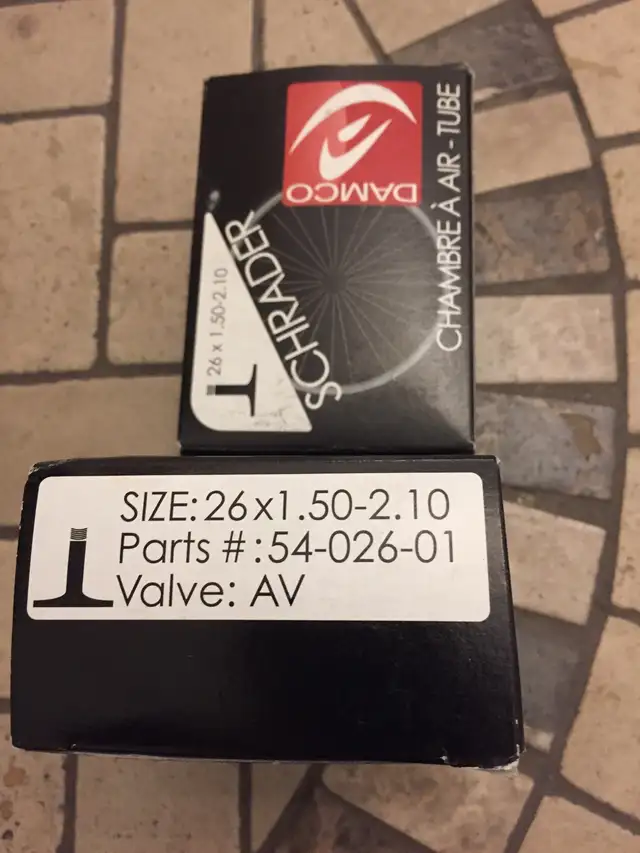 DAMCO
CHAMBRE À AIR - TUBE
SCHRADER
26 x 1.50-2.10
SIZE: 26x1.50-2.10
Parts #: 54-026-01
Valve: AV